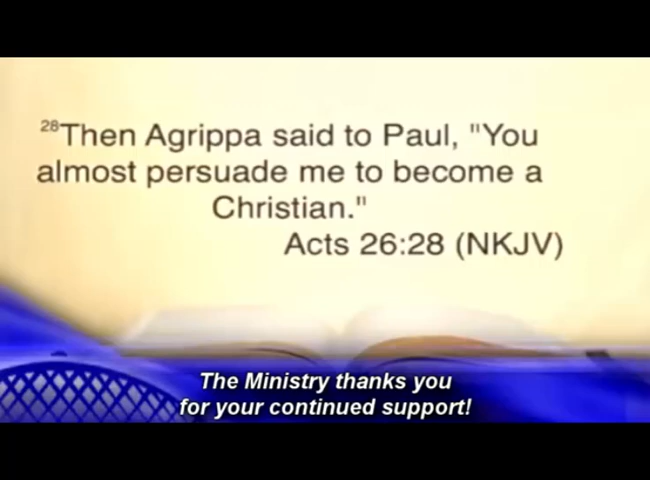 28Then Agrippa said to Paul, "You
almost persuade me to become a
Christian."
Acts 26:28 (NKJV)
The Ministry thanks you
for your continued support!